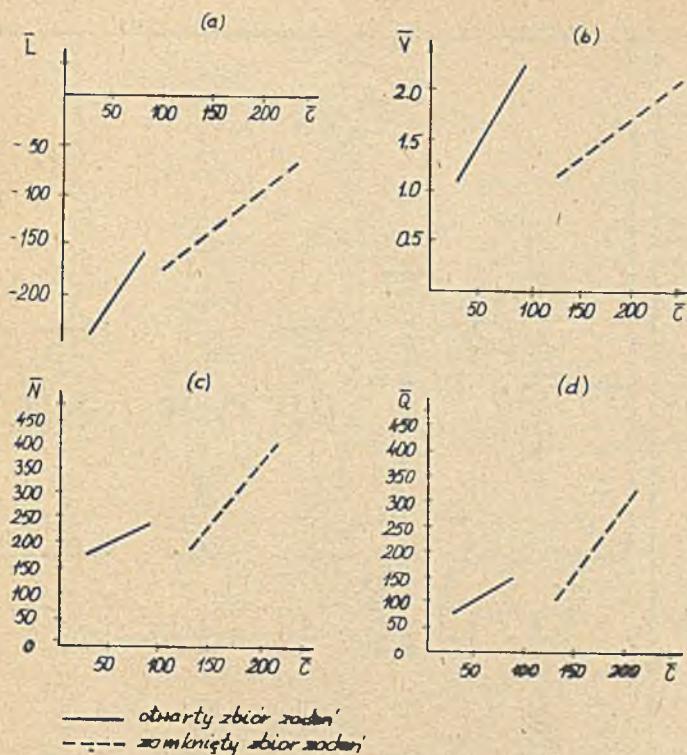 (a)
L̄
50 100 150 200 c̄
-50
-100
-150
-200
(b)
V̄
2.0
1.5
1.0
0.5
50 100 150 200 c̄
(c)
N̄
450
400
350
300
250
200
150
100
50
0
50 100 150 200 c̄
(d)
Q̄
450
400
350
300
250
200
150
100
50
0
50 100 150 200 c̄
otwarty zbiór zadań
zamknięty zbior zadań